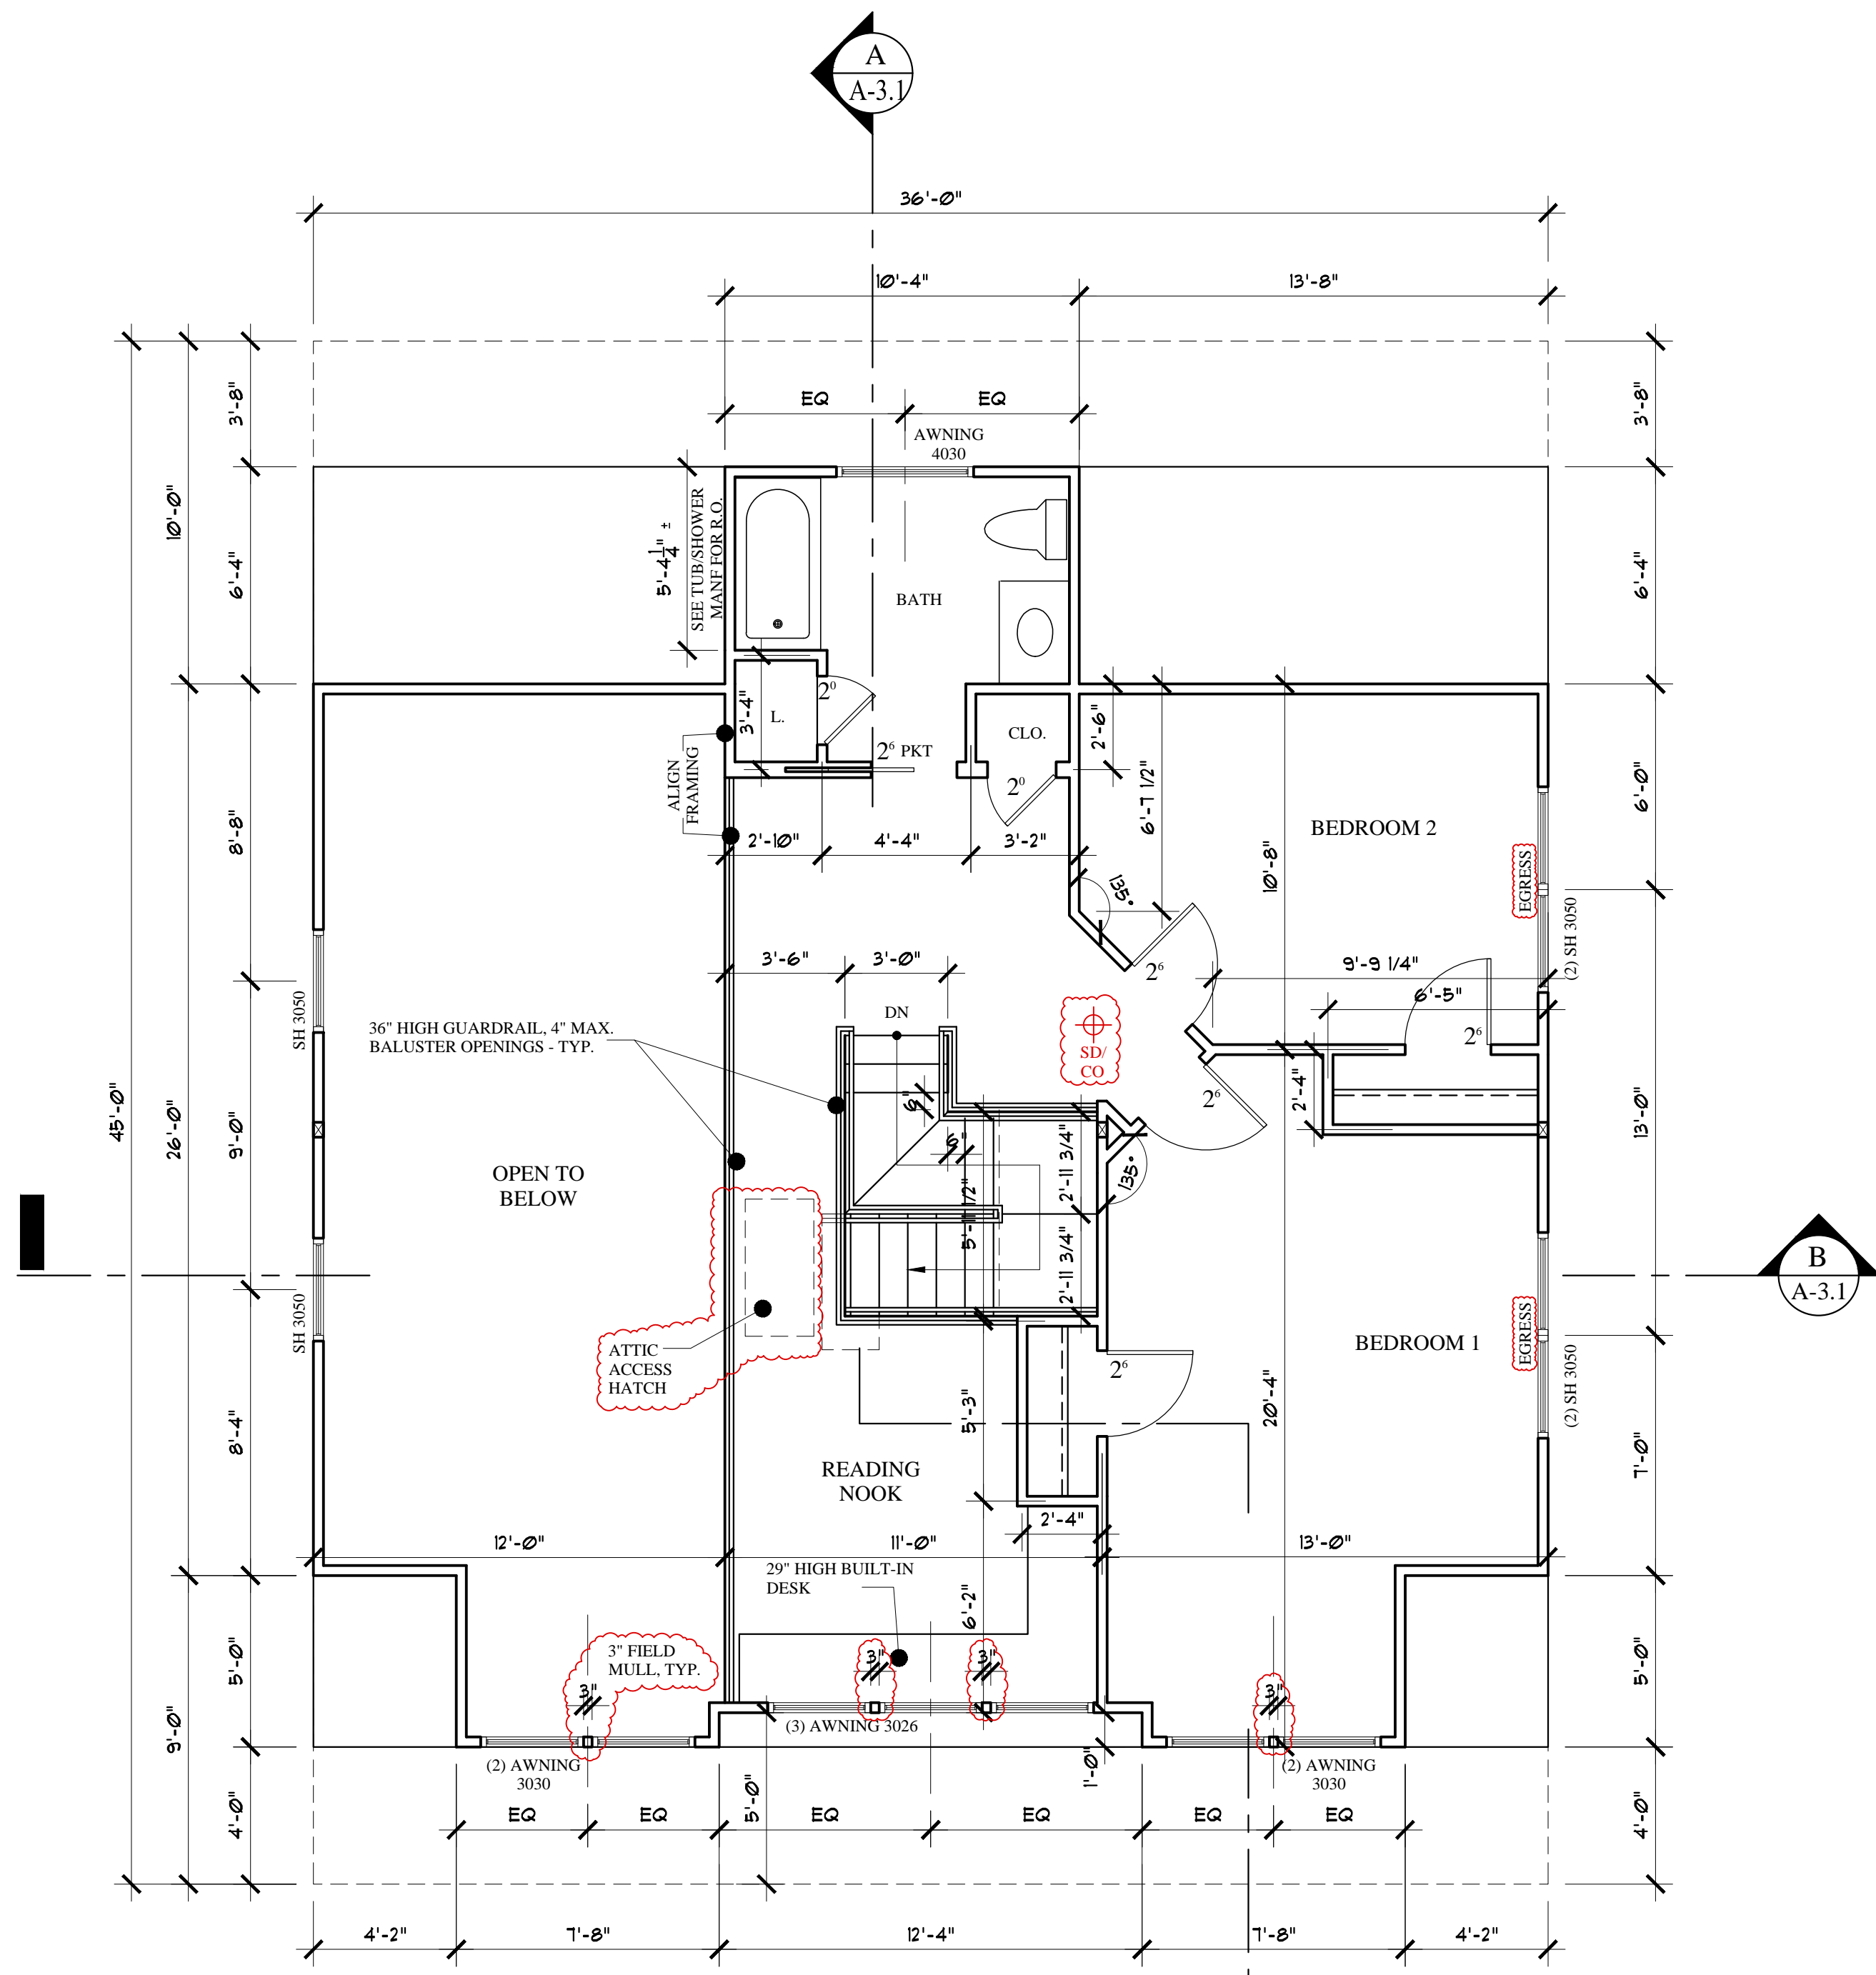 A
A-3.1
36'-0"
10'-4"
13'-8"
EQ
EQ
AWNING
4030
3'-8"
10'-0"
6'-4"
5'-4 1/4" ±
SEE TUB/SHOWER
MANF FOR R.O.
BATH
3'-8"
6'-4"
2⁰
L.
3'-4"
2⁶ PKT
CLO.
2⁰
2'-6"
6'-7 1/2"
ALIGN
FRAMING
8'-8"
2'-10"
4'-4"
3'-2"
135°
10'-8"
BEDROOM 2
EGRESS
6'-0"
(2) SH 3050
3'-6"
3'-0"
2⁶
9'-9 1/4"
6'-5"
2⁶
DN
SH 3050
36" HIGH GUARDRAIL, 4" MAX.
BALUSTER OPENINGS - TYP.
SD/
CO
2⁶
2'-4"
6"
6"
45'-0"
26'-0"
9'-0"
13'-0"
2'-11 3/4"
135°
OPEN TO
BELOW
5'-11 1/2"
2'-11 3/4"
B
A-3.1
SH 3050
ATTIC
ACCESS
HATCH
2⁶
BEDROOM 1
EGRESS
(2) SH 3050
8'-4"
5'-3"
20'-4"
7'-0"
READING
NOOK
2'-4"
12'-0"
11'-0"
13'-0"
29" HIGH BUILT-IN
DESK
6'-2"
5'-0"
3" FIELD
MULL, TYP.
3"
3"
3"
3"
5'-0"
9'-0"
(3) AWNING 3026
(2) AWNING
3030
1'-0"
(2) AWNING
3030
4'-0"
EQ
EQ
5'-0"
EQ
EQ
EQ
EQ
4'-0"
4'-2"
7'-8"
12'-4"
7'-8"
4'-2"